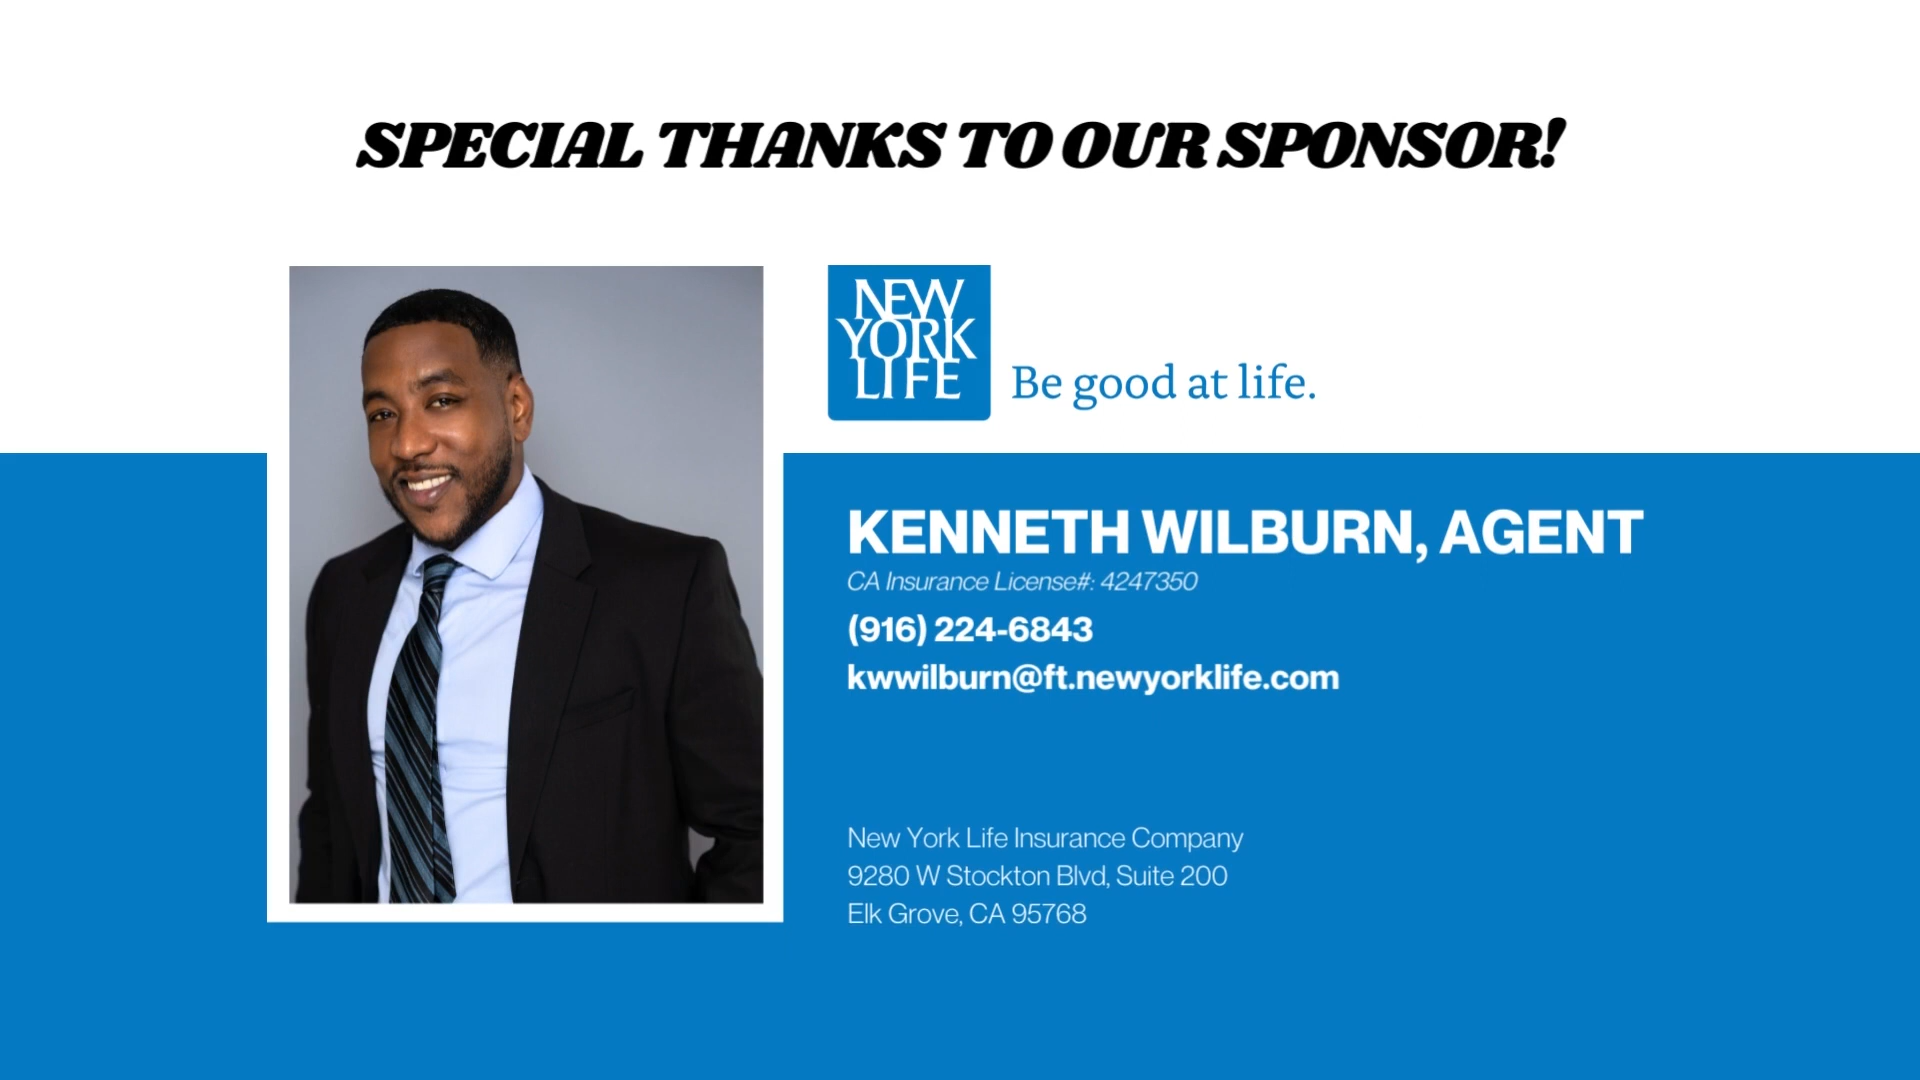 SPECIAL THANKS TO OUR SPONSOR!
NEW
YORK
LIFE
Be good at life.
KENNETH WILBURN, AGENT
CA Insurance License#: 4247350
(916) 224-6843
kwwilburn@ft.newyorklife.com
New York Life Insurance Company
9280 W Stockton Blvd, Suite 200
Elk Grove, CA 95768